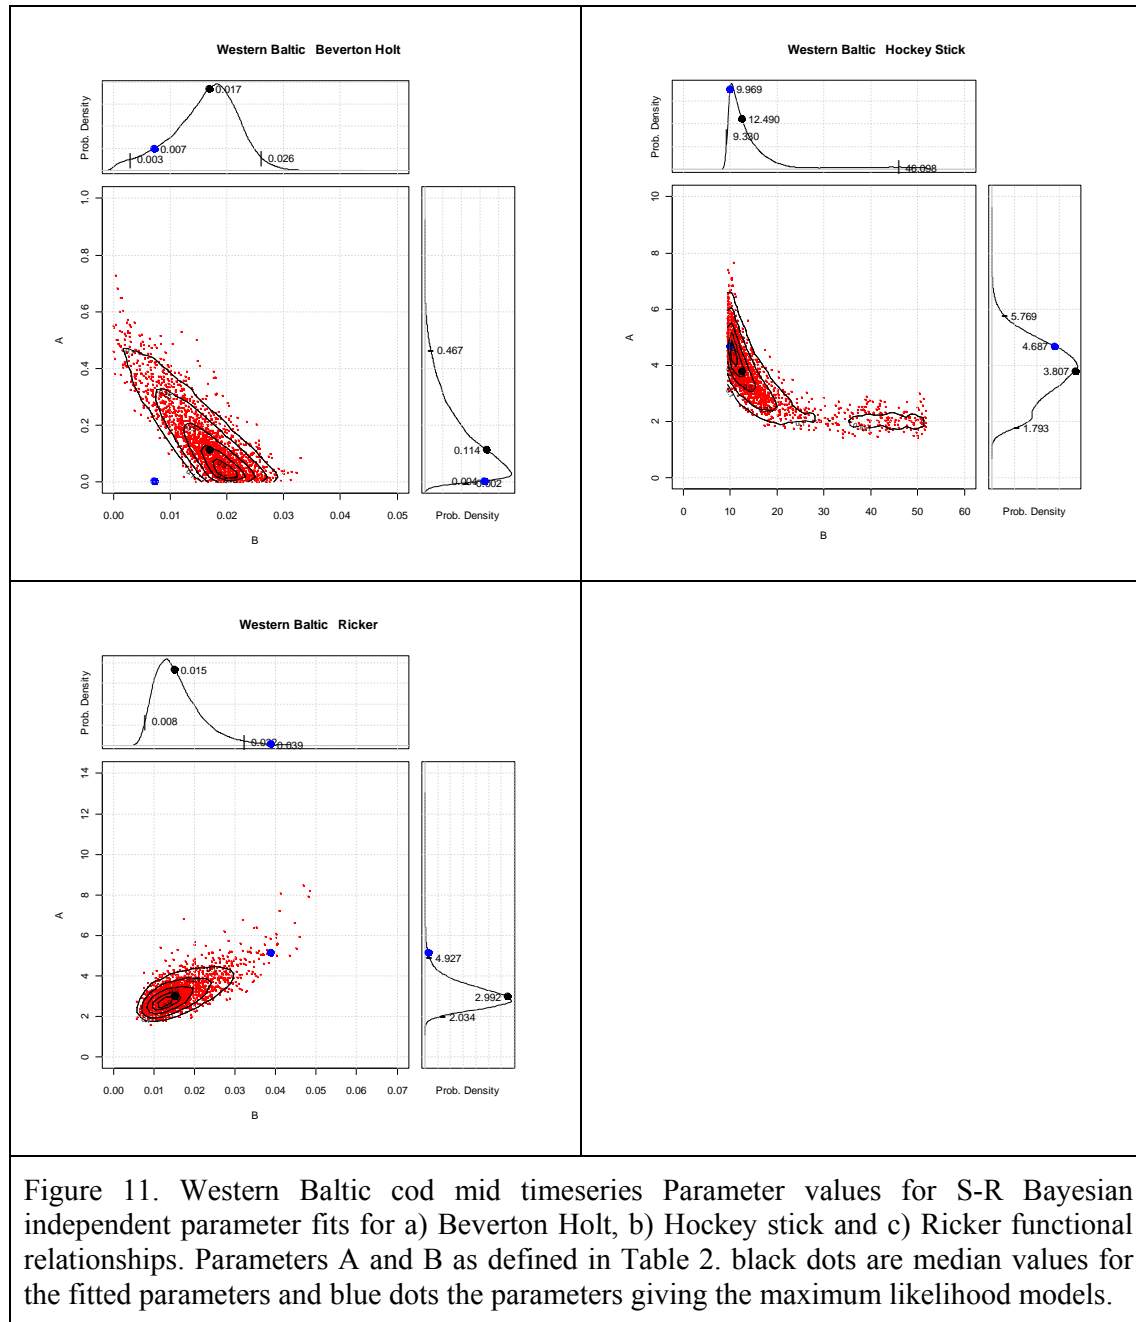 Western Baltic Beverton Holt
Prob. Density
0.017
0.007
0.003
0.026
A
1.0
0.8
0.6
0.4
0.2
0.0
0.467
0.114
0.004
0.002
0.00 0.01 0.02 0.03 0.04 0.05
Prob. Density
B
Western Baltic Hockey Stick
Prob. Density
9.969
12.490
9.330
46.098
A
10
8
6
4
2
0
5.769
4.687
3.807
1.793
0 10 20 30 40 50 60
Prob. Density
B
Western Baltic Ricker
Prob. Density
0.015
0.008
0.039
A
14
12
10
8
6
4
2
0
4.927
2.992
2.034
0.00 0.01 0.02 0.03 0.04 0.05 0.06 0.07
Prob. Density
B
Figure 11. Western Baltic cod mid timeseries Parameter values for S-R Bayesian
independent parameter fits for a) Beverton Holt, b) Hockey stick and c) Ricker functional
relationships. Parameters A and B as defined in Table 2. black dots are median values for
the fitted parameters and blue dots the parameters giving the maximum likelihood models.